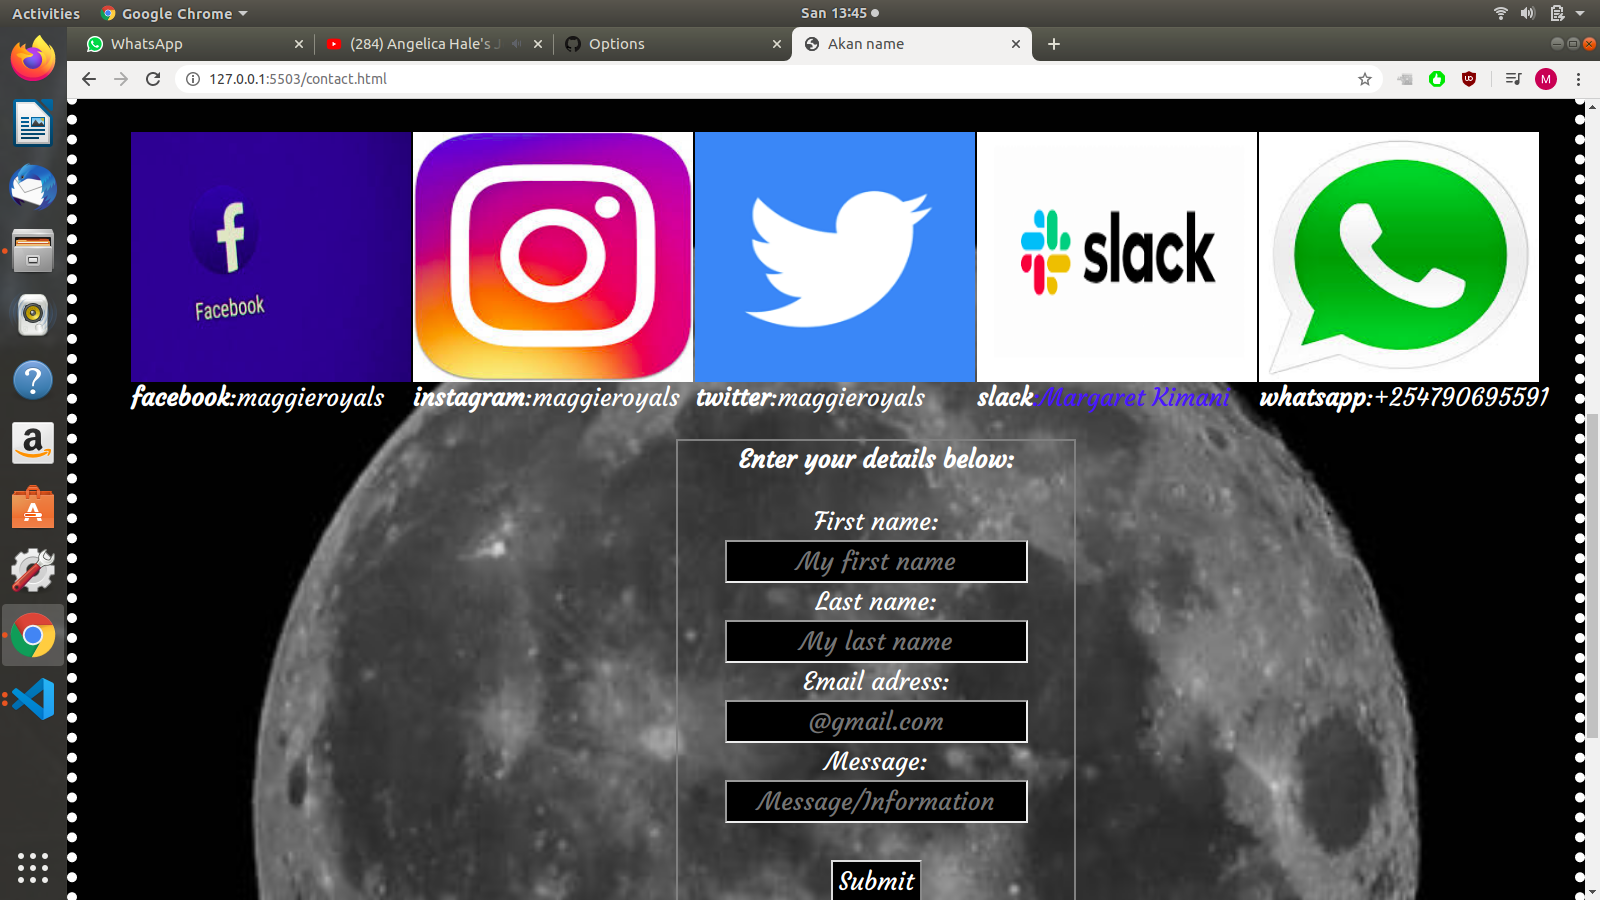 Activities Google Chrome San 13:45
WhatsApp (284) Angelica Hale's J Options Akan name
127.0.0.1:5503/contact.html M
f
Facebook
slack
facebook:maggieroyals instagram:maggieroyals twitter:maggieroyals slack:Margaret Kimani whatsapp:+254790695591
Enter your details below:
First name:
My first name
Last name:
My last name
Email adress:
@gmail.com
Message:
Message/Information
Submit